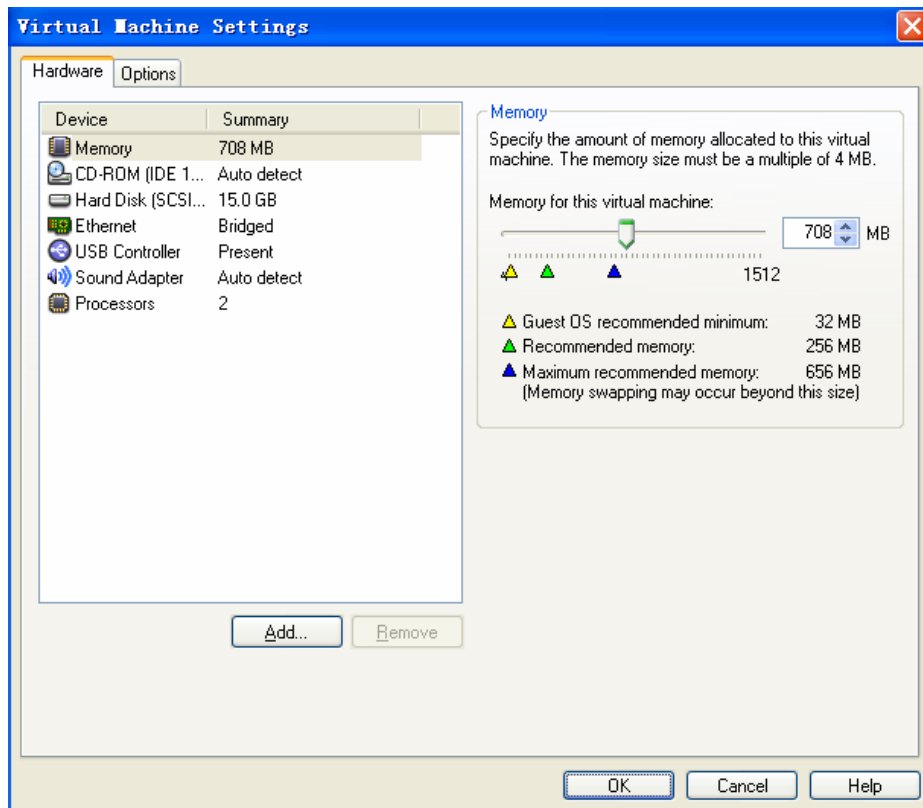 Virtual Machine Settings
Hardware Options
Device Summary
Memory 708 MB
CD-ROM (IDE 1... Auto detect
Hard Disk (SCSI... 15.0 GB
Ethernet Bridged
USB Controller Present
Sound Adapter Auto detect
Processors 2
Add... Remove
Memory
Specify the amount of memory allocated to this virtual
machine. The memory size must be a multiple of 4 MB.
Memory for this virtual machine:
708 MB
4 1512
Guest OS recommended minimum: 32 MB
Recommended memory: 256 MB
Maximum recommended memory: 656 MB
(Memory swapping may occur beyond this size)
OK Cancel Help